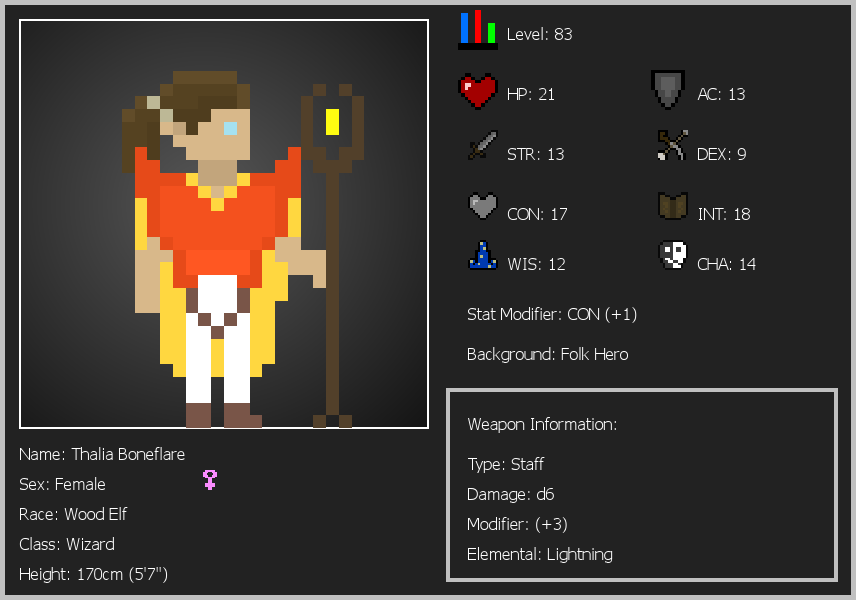 Level: 83
HP: 21
AC: 13
STR: 13
DEX: 9
CON: 17
INT: 18
WIS: 12
CHA: 14
Stat Modifier: CON (+1)
Background: Folk Hero
Weapon Information:
Type: Staff
Damage: d6
Modifier: (+3)
Elemental: Lightning
Name: Thalia Boneflare
Sex: Female
Race: Wood Elf
Class: Wizard
Height: 170cm (5'7")